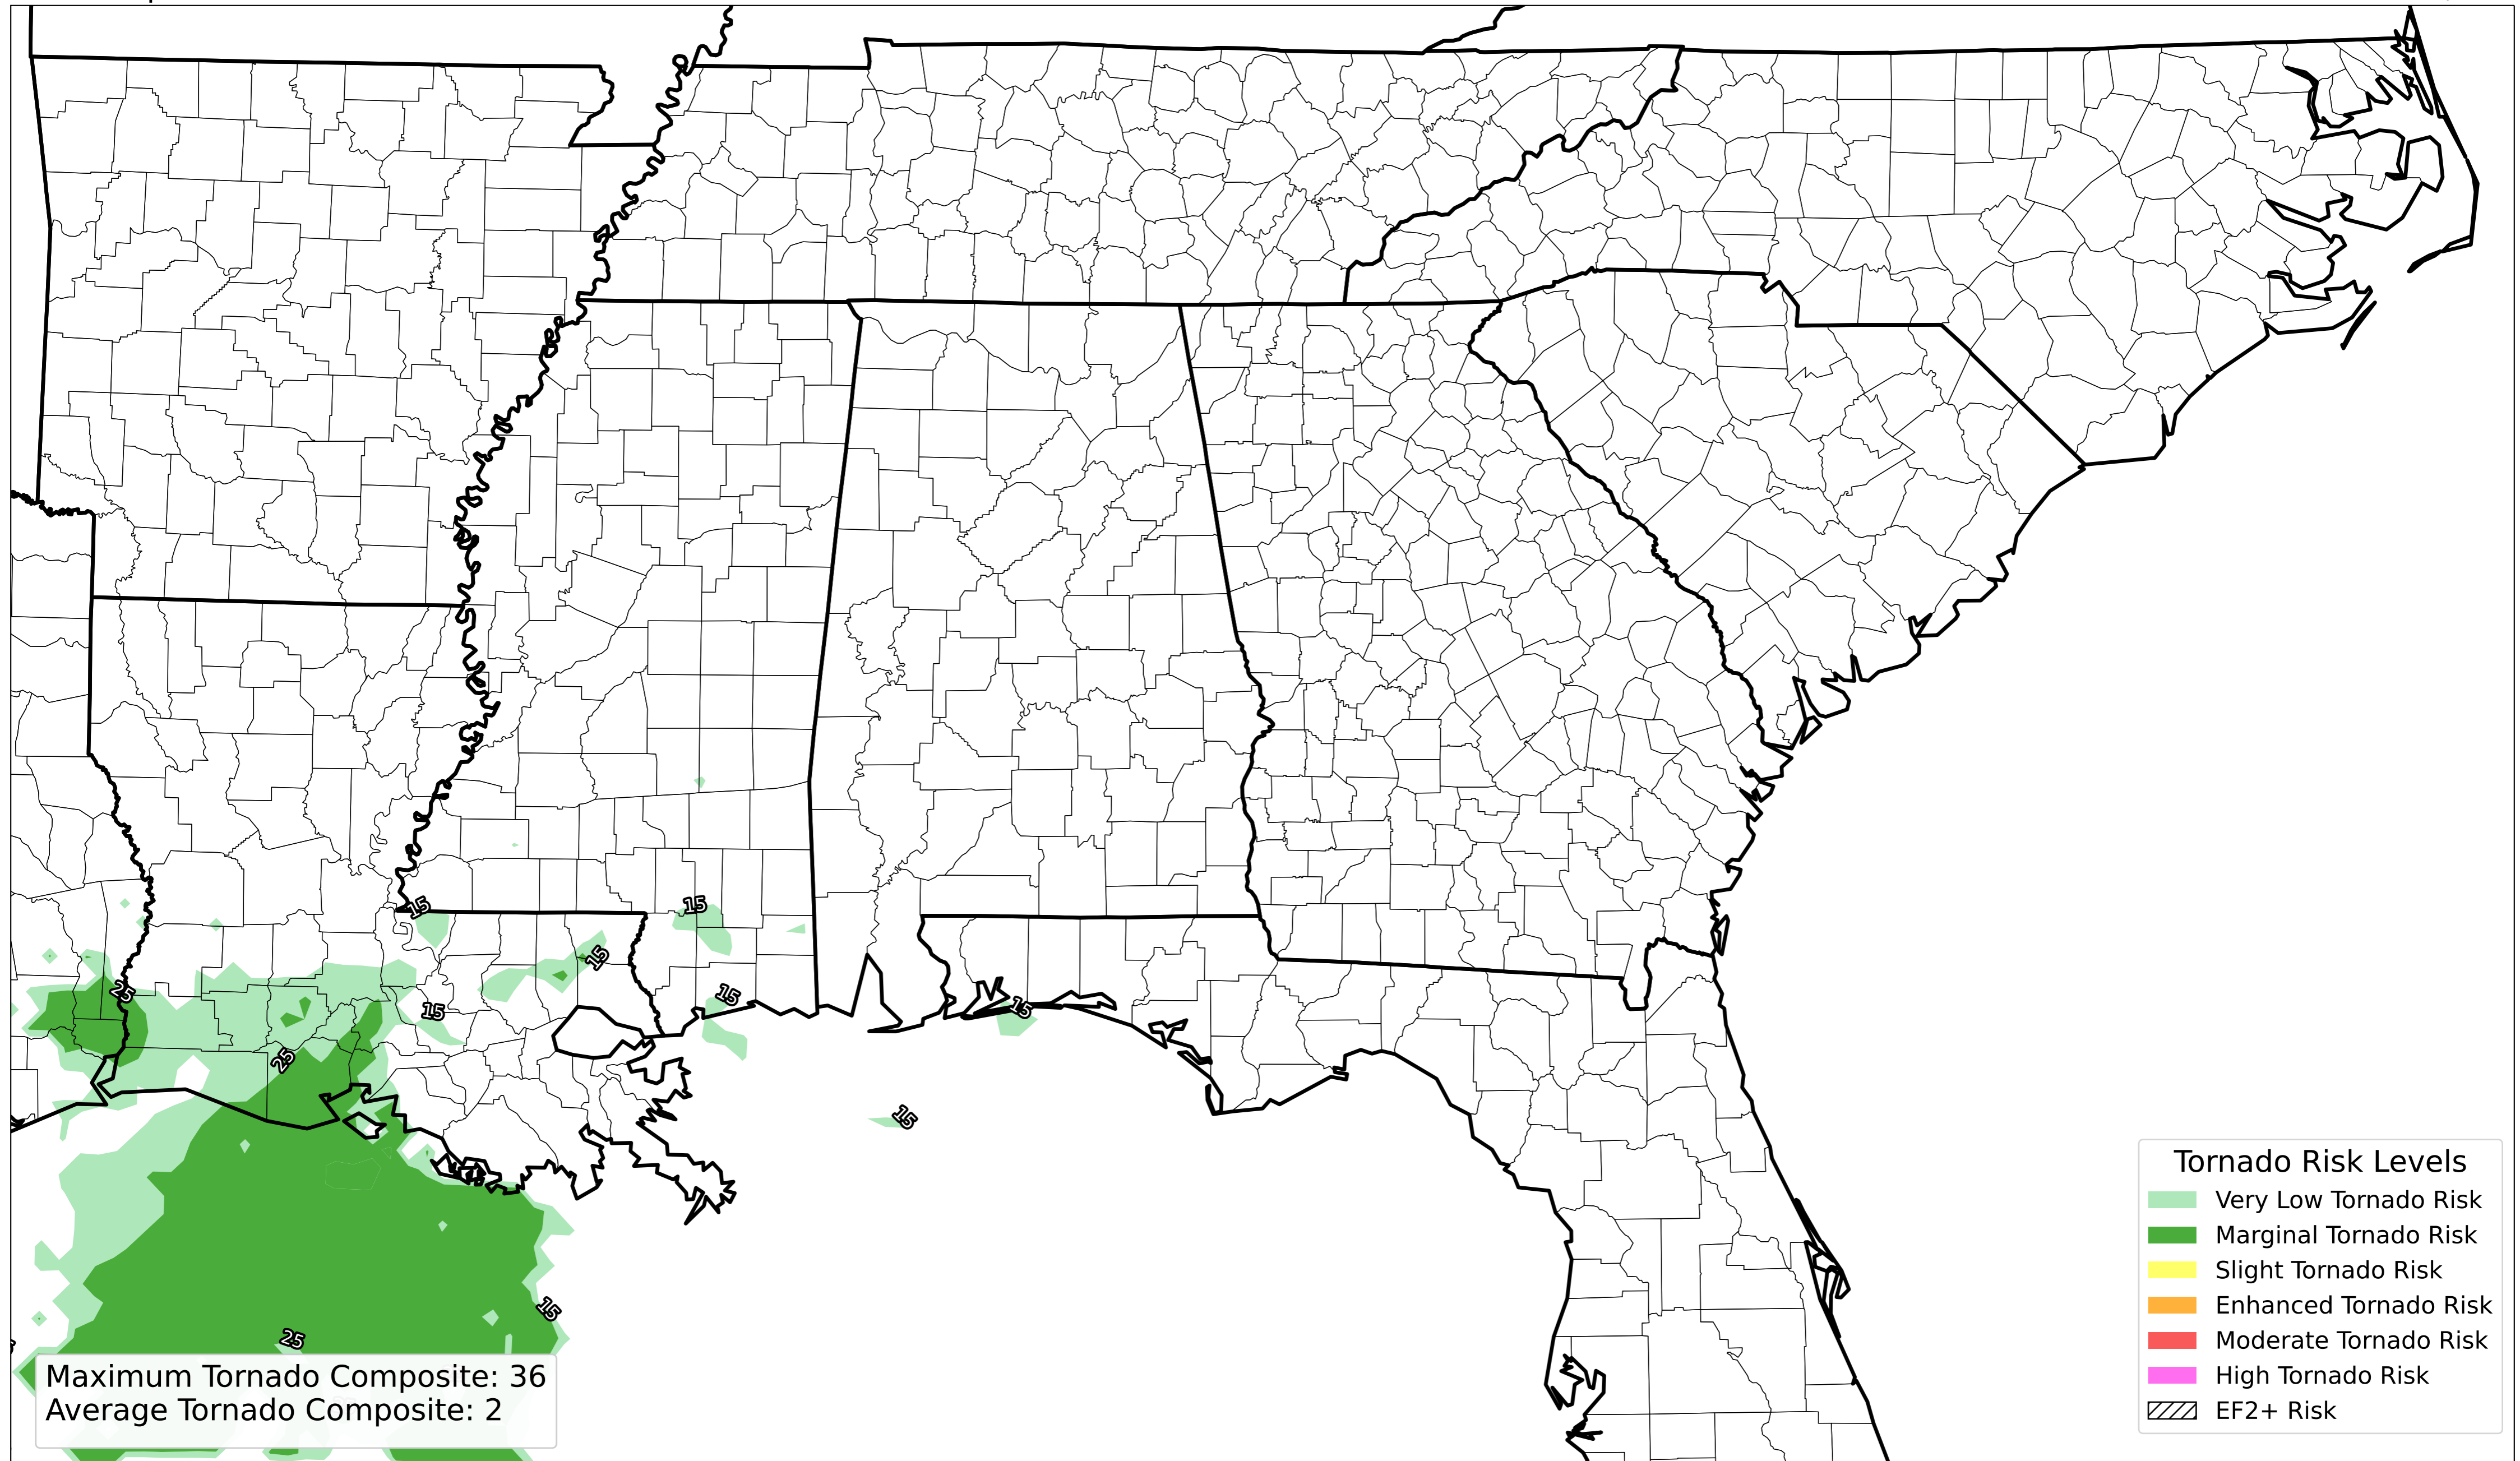 15
15
15
25
15
15
15
25
15
15
25
Maximum Tornado Composite: 36
Average Tornado Composite: 2
Tornado Risk Levels
Very Low Tornado Risk
Marginal Tornado Risk
Slight Tornado Risk
Enhanced Tornado Risk
Moderate Tornado Risk
High Tornado Risk
EF2+ Risk